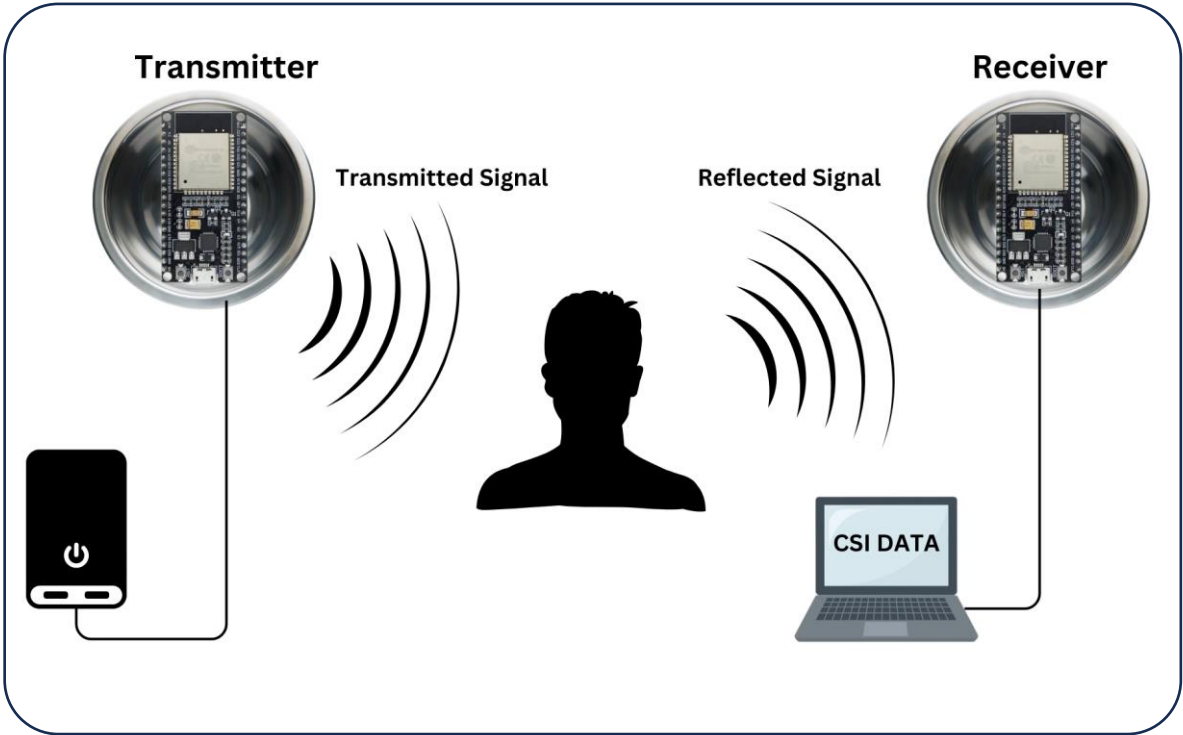 Transmitter
Receiver
Transmitted Signal
Reflected Signal
CSI DATA